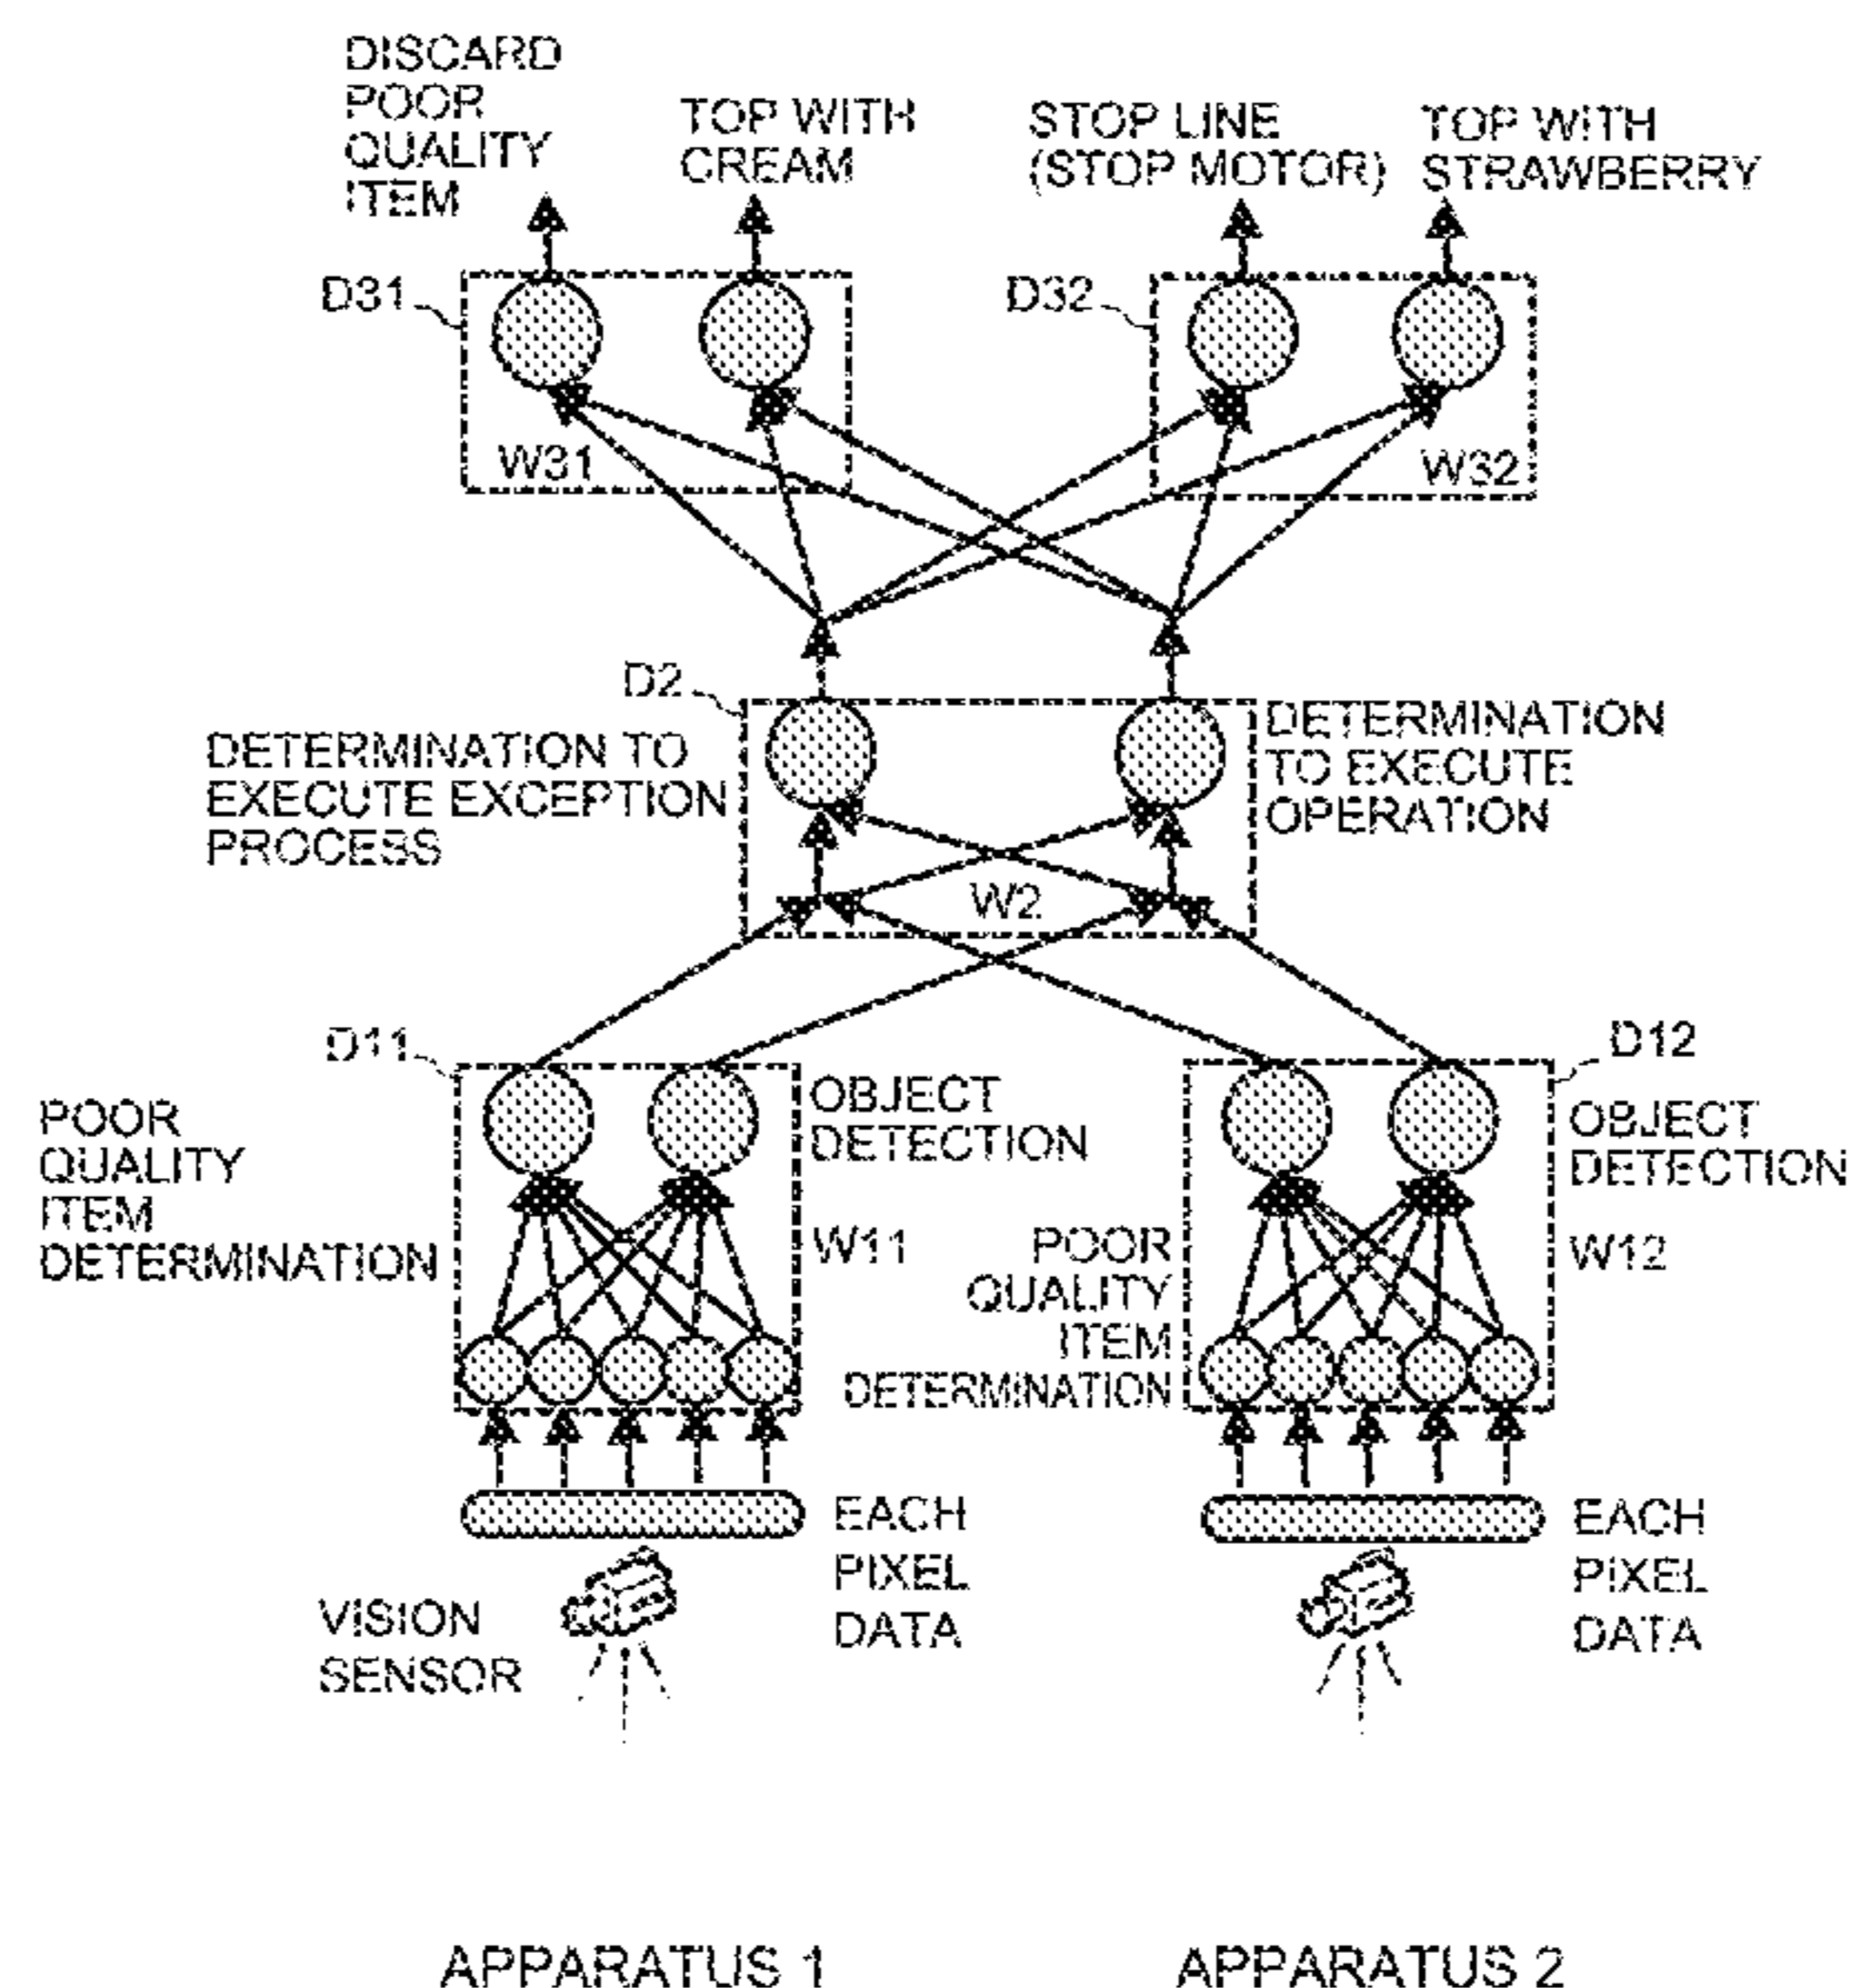 DISCARD
POOR
QUALITY
ITEM
TOP WITH
CREAM
STOP LINE
(STOP MOTOR)
TOP WITH
STRAWBERRY
D31
D32
W31
W32
D2
DETERMINATION TO
EXECUTE EXCEPTION
PROCESS
DETERMINATION
TO EXECUTE
OPERATION
W2
D11
D12
POOR
QUALITY
ITEM
DETERMINATION
OBJECT
DETECTION
W11
POOR
QUALITY
ITEM
DETERMINATION
OBJECT
DETECTION
W12
VISION
SENSOR
EACH
PIXEL
DATA
EACH
PIXEL
DATA
APPARATUS 1
APPARATUS 2